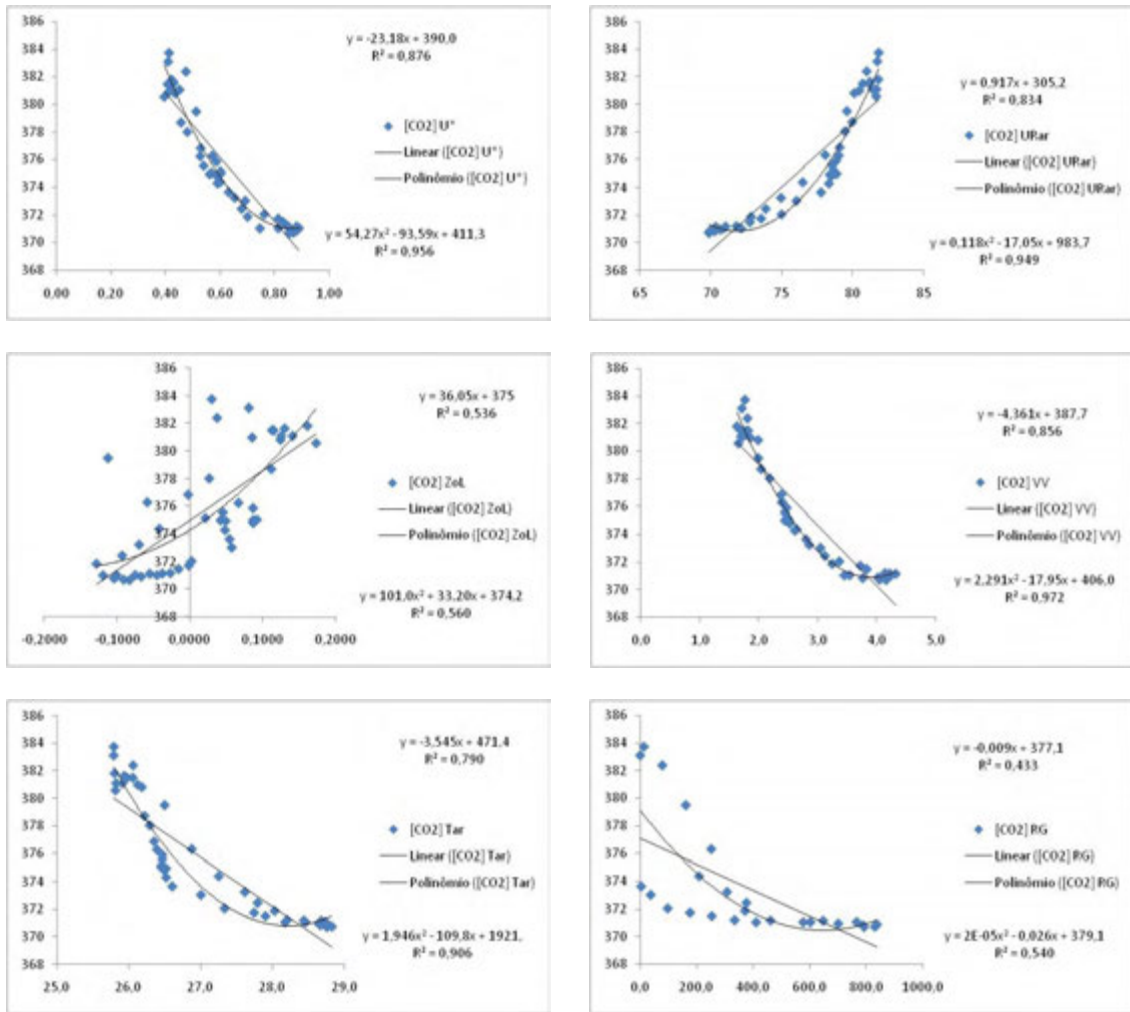 386
384
382
380
378
376
374
372
370
368
0,00 0,20 0,40 0,60 0,80 1,00
y = -23,18x + 390,0
R² = 0,876
[CO2] U*
Linear ([CO2] U*)
Polinômio ([CO2] U*)
y = 54,27x² - 93,59x + 411,3
R² = 0,956
386
384
382
380
378
376
374
372
370
368
65 70 75 80 85
y = 0,917x + 305,2
R² = 0,834
[CO2] URar
Linear ([CO2] URar)
Polinômio ([CO2] URar)
y = 0,118x² - 17,05x + 983,7
R² = 0,949
386
384
382
380
378
376
374
372
370
368
-0,2000 -0,1000 0,0000 0,1000 0,2000
y = 36,05x + 375
R² = 0,536
[CO2] ZoL
Linear ([CO2] ZoL)
Polinômio ([CO2] ZoL)
y = 101,0x² + 33,20x + 374,2
R² = 0,560
386
384
382
380
378
376
374
372
370
368
0,0 1,0 2,0 3,0 4,0 5,0
y = -4,361x + 387,7
R² = 0,856
[CO2] VV
Linear ([CO2] VV)
Polinômio ([CO2] VV)
y = 2,291x² - 17,95x + 406,0
R² = 0,972
386
384
382
380
378
376
374
372
370
368
25,0 26,0 27,0 28,0 29,0
y = -3,545x + 471,4
R² = 0,790
[CO2] Tar
Linear ([CO2] Tar)
Polinômio ([CO2] Tar)
y = 1,946x² - 109,8x + 1921,
R² = 0,906
386
384
382
380
378
376
374
372
370
368
0,0 200,0 400,0 600,0 800,0 1000,0
y = -0,009x + 377,1
R² = 0,433
[CO2] RG
Linear ([CO2] RG)
Polinômio ([CO2] RG)
y = 2E-05x² - 0,026x + 379,1
R² = 0,540